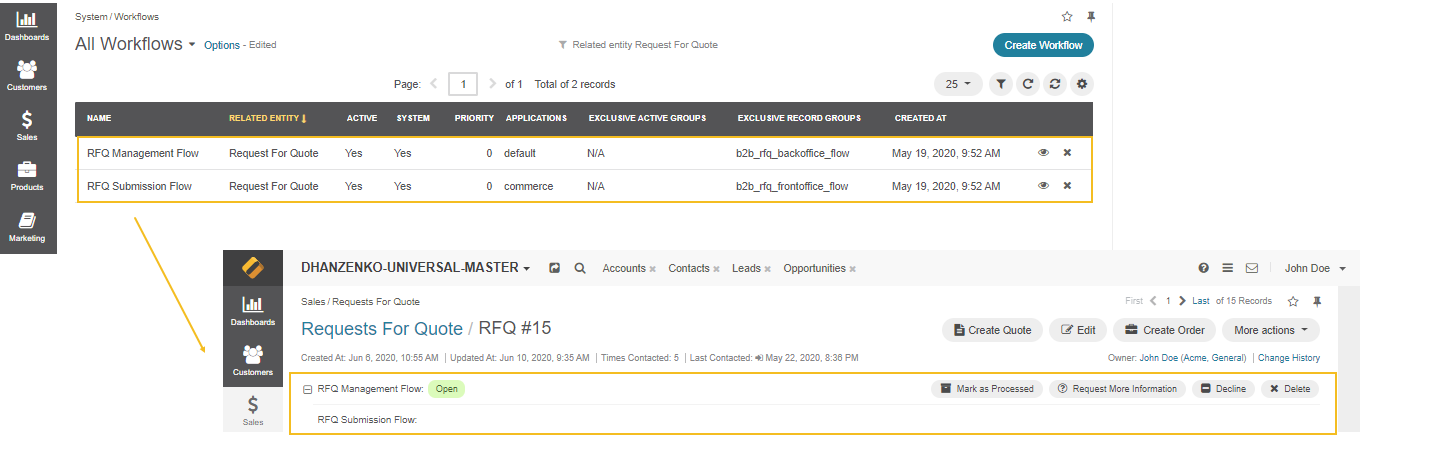 System / Workflows
All Workflows Options - Edited
Related entity Request For Quote
Create Workflow
Page: 1 of 1 Total of 2 records
25
NAME RELATED ENTITY ACTIVE SYSTEM PRIORITY APPLICATIONS EXCLUSIVE ACTIVE GROUPS EXCLUSIVE RECORD GROUPS CREATED AT
RFQ Management Flow Request For Quote Yes Yes 0 default N/A b2b_rfq_backoffice_flow May 19, 2020, 9:52 AM
RFQ Submission Flow Request For Quote Yes Yes 0 commerce N/A b2b_rfq_frontoffice_flow May 19, 2020, 9:52 AM
Dashboards
Customers
Sales
Products
Marketing
DHANZENKO-UNIVERSAL-MASTER Accounts Contacts Leads Opportunities John Doe
Dashboards
Customers
Sales
Sales / Requests For Quote
First 1 Last of 15 Records
Requests For Quote / RFQ #15
Create Quote Edit Create Order More actions
Created At: Jun 6, 2020, 10:55 AM | Updated At: Jun 10, 2020, 9:35 AM | Times Contacted: 5 | Last Contacted: May 22, 2020, 8:36 PM
Owner: John Doe (Acme, General) | Change History
RFQ Management Flow: Open Mark as Processed Request More Information Decline Delete
RFQ Submission Flow: